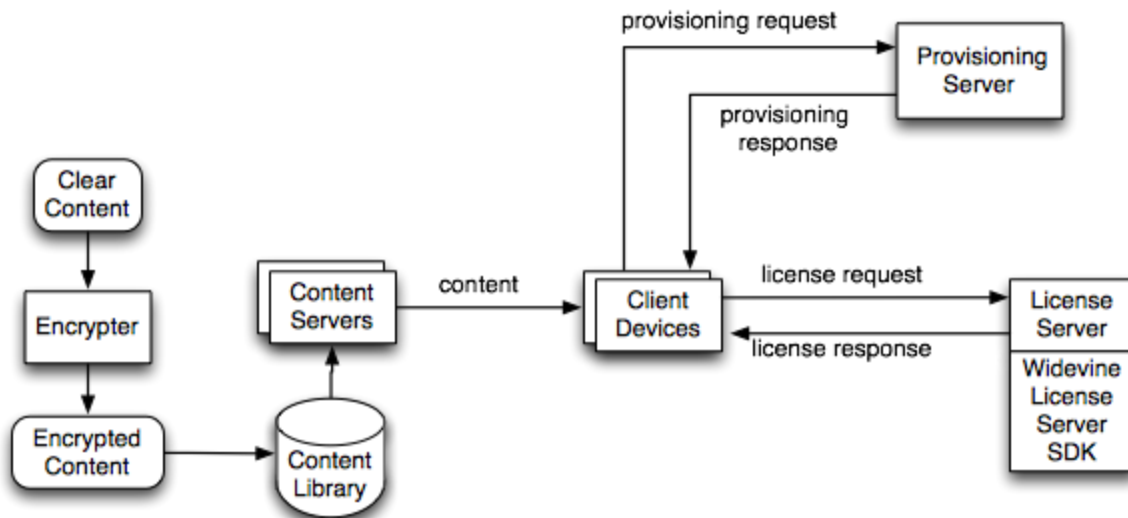 provisioning request
Provisioning
Server
provisioning
response
Clear
Content
Encrypter
Encrypted
Content
Content
Library
Content
Servers
content
Client
Devices
license request
license response
License
Server
Widevine
License
Server
SDK